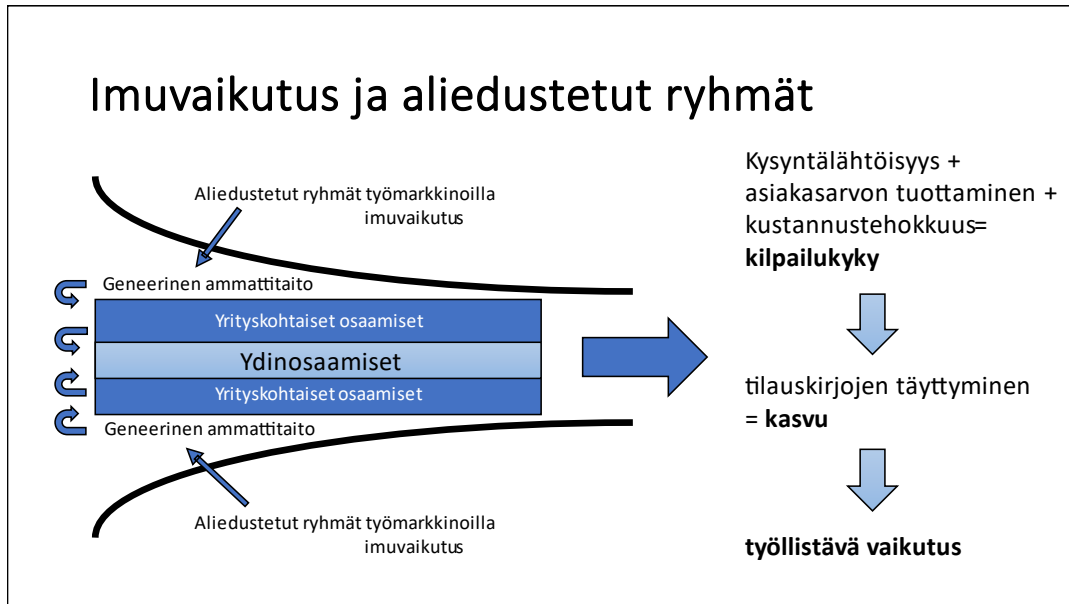 Imuvaikutus ja aliedustetut ryhmät
Aliedustetut ryhmät työmarkkinoilla
imuvaikutus
Geneerinen ammattitaito
Yrityskohtaiset osaamiset
Ydinosaamiset
Yrityskohtaiset osaamiset
Geneerinen ammattitaito
Aliedustetut ryhmät työmarkkinoilla
imuvaikutus
Kysyntälähtöisyys +
asiakasarvon tuottaminen +
kustannustehokkuus=
kilpailukyky
tilauskirjojen täyttyminen
= kasvu
työllistävä vaikutus